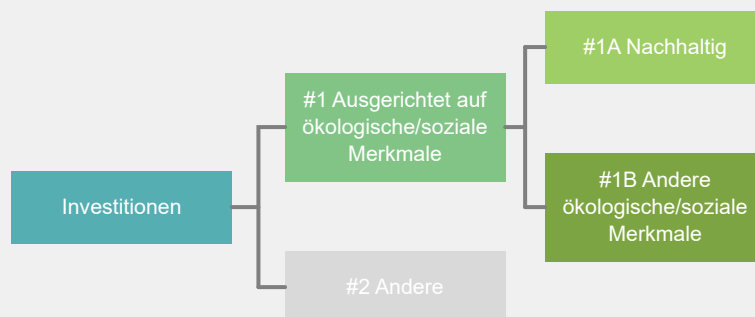 #1A Nachhaltig
#1 Ausgerichtet auf
ökologische/soziale
Merkmale
#1B Andere
ökologische/soziale
Merkmale
Investitionen
#2 Andere